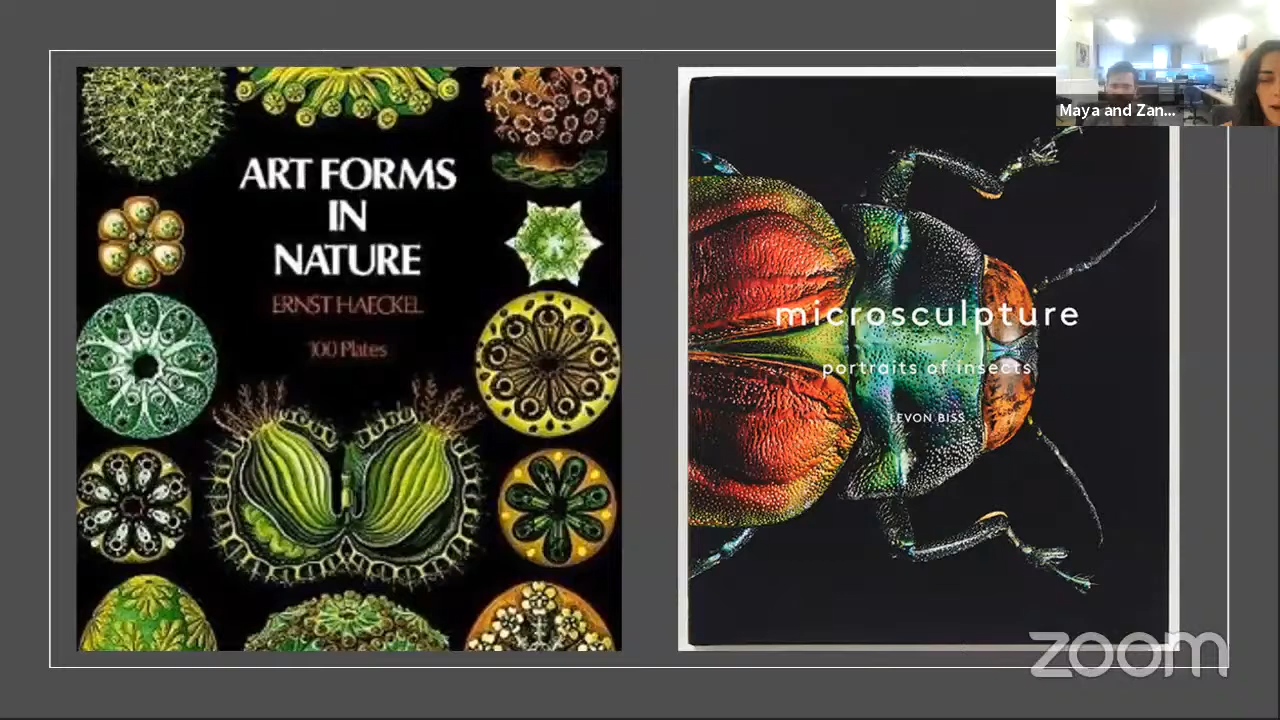 ART FORMS
IN
NATURE
ERNST HAECKEL
100 Plates
microsculpture
portraits of insects
LEVON BISS
Maya and Zan...
zoom